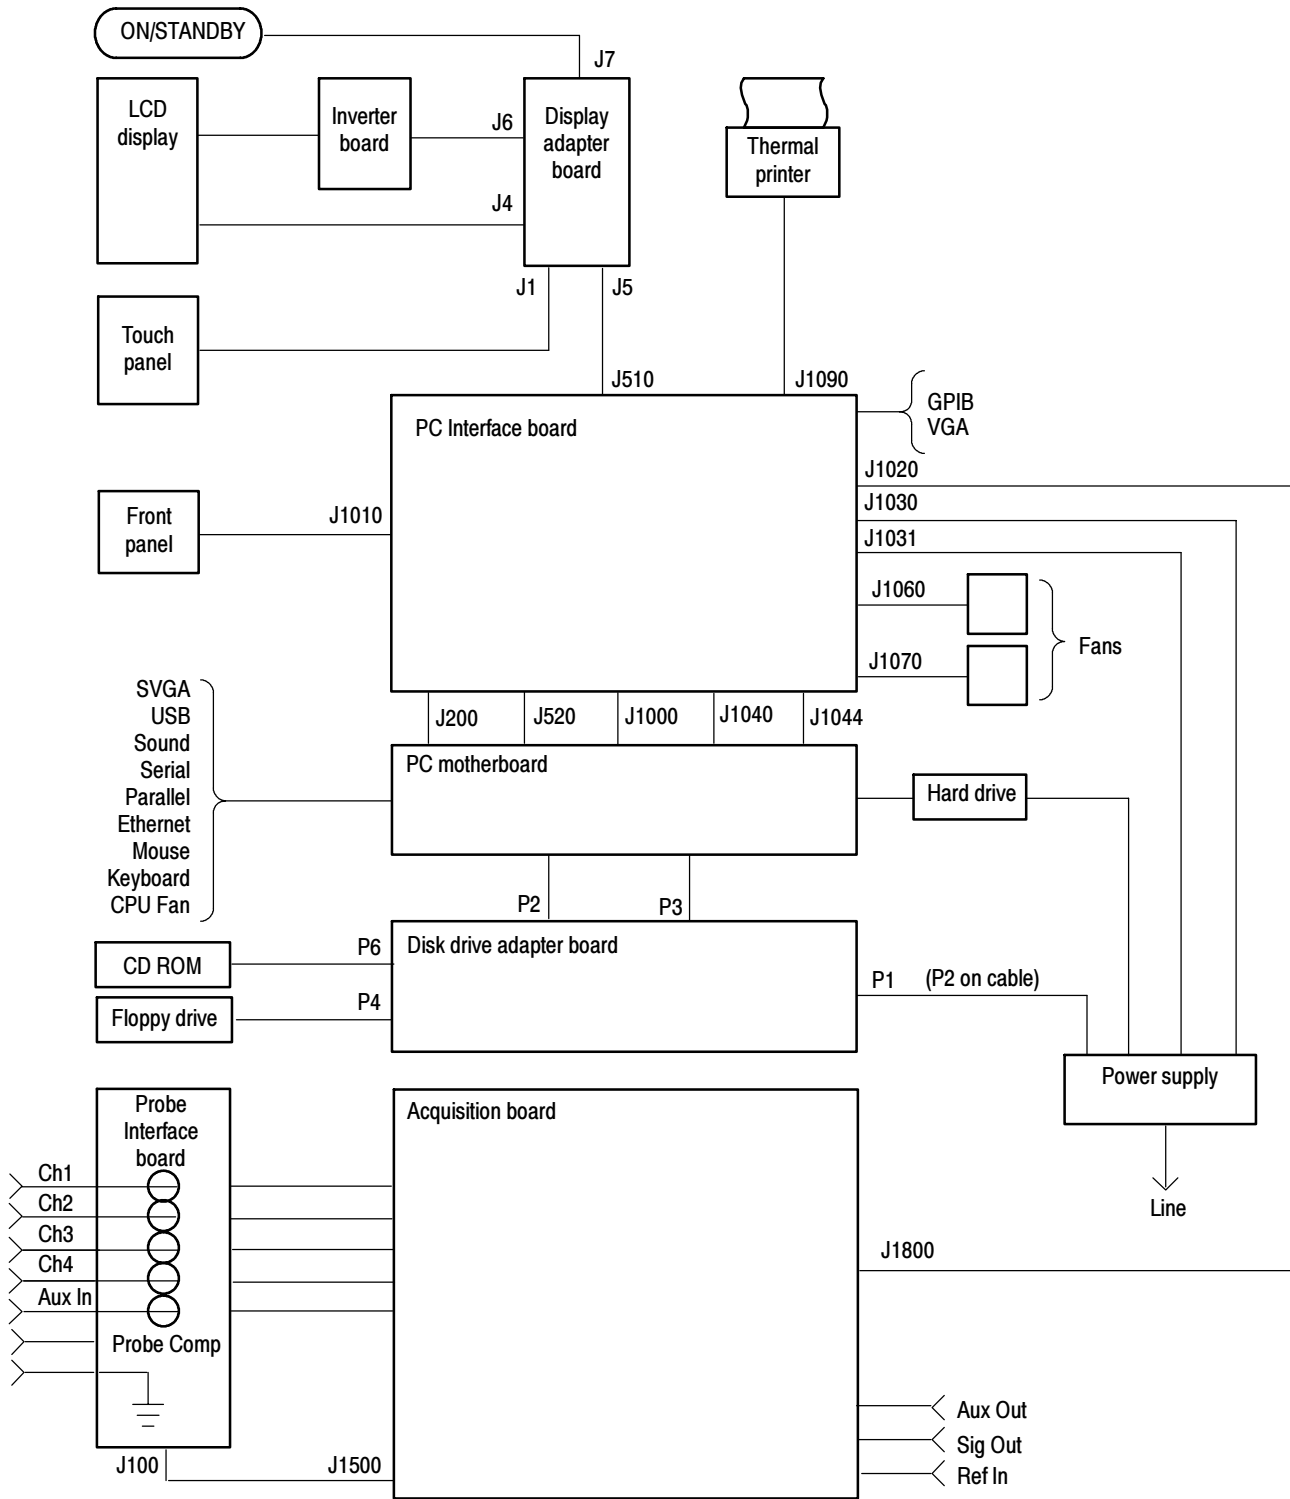 ON/STANDBY
J7
LCD
display
Inverter
board
J6
Display
adapter
board
J4
Thermal
printer
J1
J5
Touch
panel
J510
J1090
PC Interface board
GPIB
VGA
J1020
J1030
J1031
Front
panel
J1010
J1060
J1070
Fans
J200
J520
J1000
J1040
J1044
SVGA
USB
Sound
Serial
Parallel
Ethernet
Mouse
Keyboard
CPU Fan
PC motherboard
Hard drive
P2
P3
CD ROM
P6
Disk drive adapter board
P1
(P2 on cable)
Floppy drive
P4
Power supply
Line
Probe
Interface
board
Acquisition board
Ch1
Ch2
Ch3
Ch4
Aux In
Probe Comp
J1800
J100
J1500
Aux Out
Sig Out
Ref In